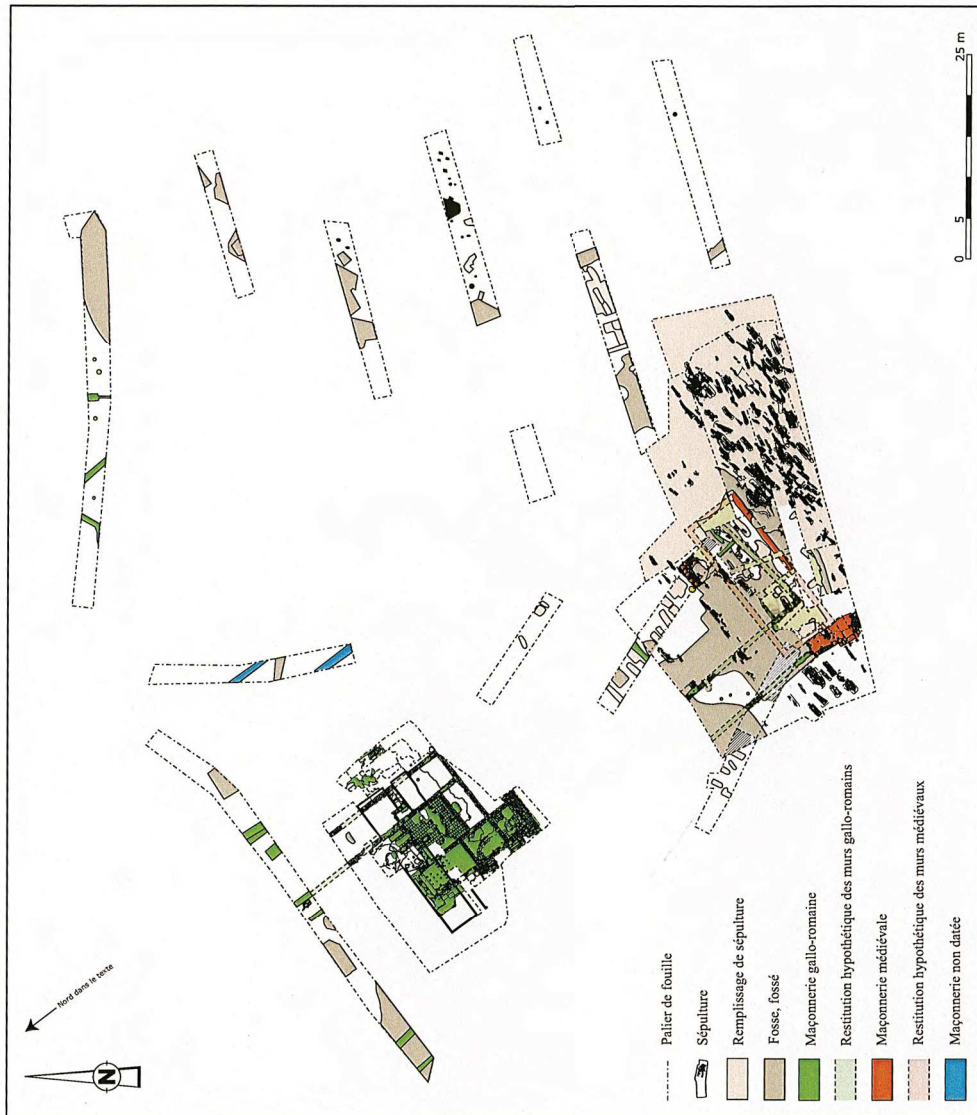 Nord dans le texte
N
Palier de fouille
Sépulture
Remplissage de sépulture
Fosse, fossé
Maçonnerie gallo-romaine
Restitution hypothétique des murs gallo-romains
Maçonnerie médiévale
Restitution hypothétique des murs médiévaux
Maçonnerie non datée
0 5 25 m